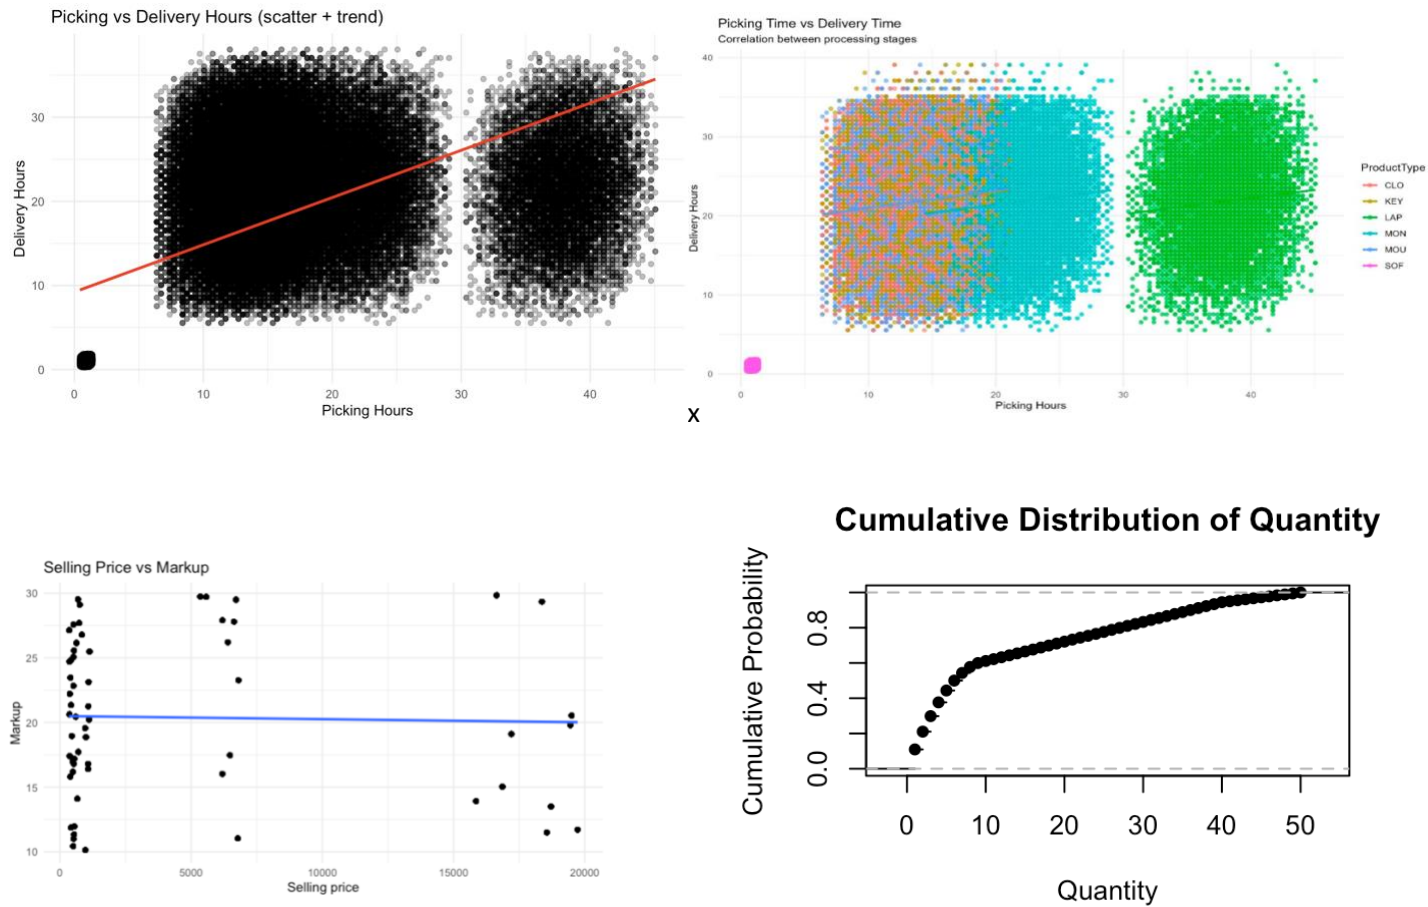 Picking vs Delivery Hours (scatter + trend)
Delivery Hours
30
20
10
0
0 10 20 30 40
Picking Hours
Picking Time vs Delivery Time
Correlation between processing stages
Delivery Hours
40
30
20
10
0
0 10 20 30 40
Picking Hours
ProductType
CLO
KEY
LAP
MON
MOU
SOF
x
Selling Price vs Markup
Markup
30
25
20
15
10
0 5000 10000 15000 20000
Selling price
Cumulative Distribution of Quantity
Cumulative Probability
0.8
0.4
0.0
0 10 20 30 40 50
Quantity